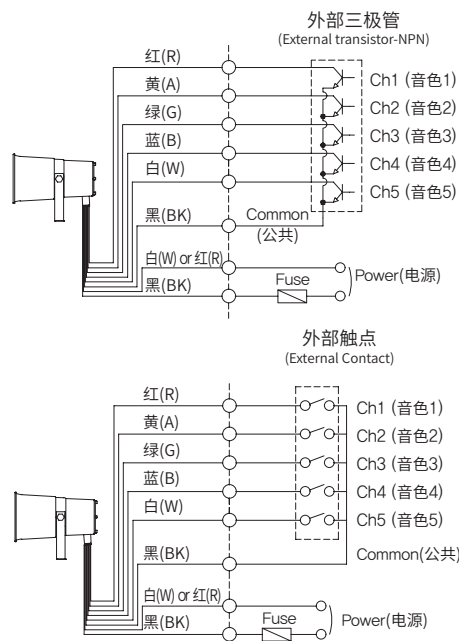 外部三极管
(External transistor-NPN)
红(R)
Ch1 (音色1)
黄(A)
Ch2 (音色2)
绿(G)
Ch3 (音色3)
蓝(B)
Ch4 (音色4)
白(W)
Ch5 (音色5)
黑(BK)
Common
(公共)
白(W) or 红(R)
黑(BK)
Fuse
Power(电源)
外部触点
(External Contact)
红(R)
Ch1 (音色1)
黄(A)
Ch2 (音色2)
绿(G)
Ch3 (音色3)
蓝(B)
Ch4 (音色4)
白(W)
Ch5 (音色5)
黑(BK)
Common(公共)
白(W) or 红(R)
黑(BK)
Fuse
Power(电源)